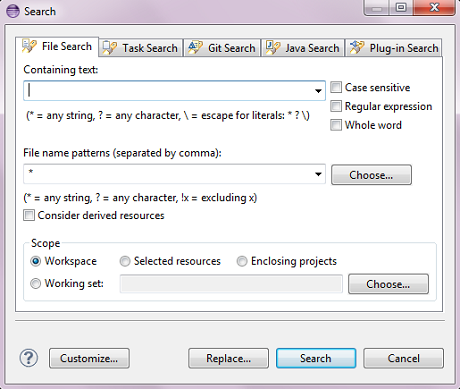 Search
File Search Task Search Git Search Java Search Plug-in Search
Containing text:
Case sensitive
Regular expression
(* = any string, ? = any character, \ = escape for literals: * ? \)
Whole word
File name patterns (separated by comma):
* Choose...
(* = any string, ? = any character, !x = excluding x)
Consider derived resources
Scope
Workspace Selected resources Enclosing projects
Working set: Choose...
? Customize... Replace... Search Cancel